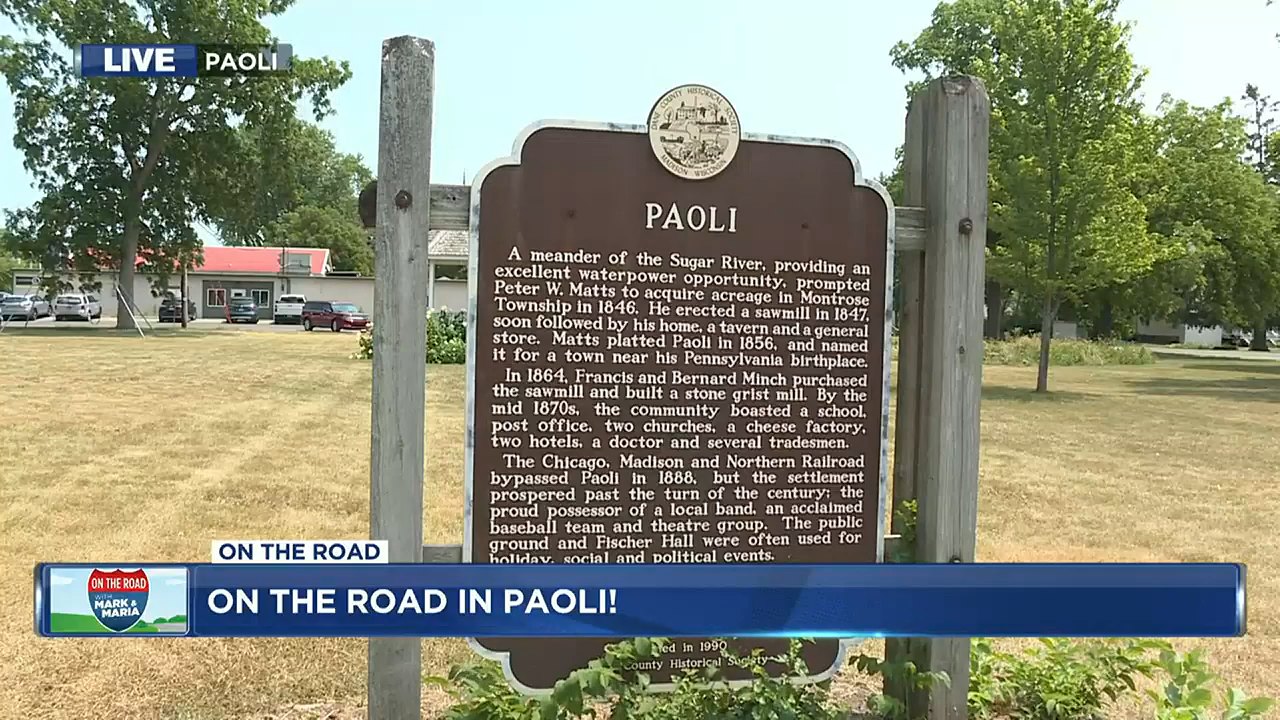 LIVE PAOLI
DANE COUNTY HISTORICAL SOCIETY
MADISON WISCONSIN
PAOLI
A meander of the Sugar River, providing an
excellent waterpower opportunity, prompted
Peter W. Matts to acquire acreage in Montrose
Township in 1846. He erected a sawmill in 1847,
soon followed by his home, a tavern and a general
store. Matts platted Paoli in 1856, and named
it for a town near his Pennsylvania birthplace.
In 1864, Francis and Bernard Minch purchased
the sawmill and built a stone grist mill. By the
mid 1870s, the community boasted a school,
post office, two churches, a cheese factory,
two hotels, a doctor and several tradesmen.
The Chicago, Madison and Northern Railroad
bypassed Paoli in 1888, but the settlement
prospered past the turn of the century; the
proud possessor of a local band, an acclaimed
baseball team and theatre group. The public
ground and Fischer Hall were often used for
holiday, social and political events.
ON THE ROAD
ON THE ROAD
WITH
MARK &
MARIA
ON THE ROAD IN PAOLI!
in 1990
County Historical Society